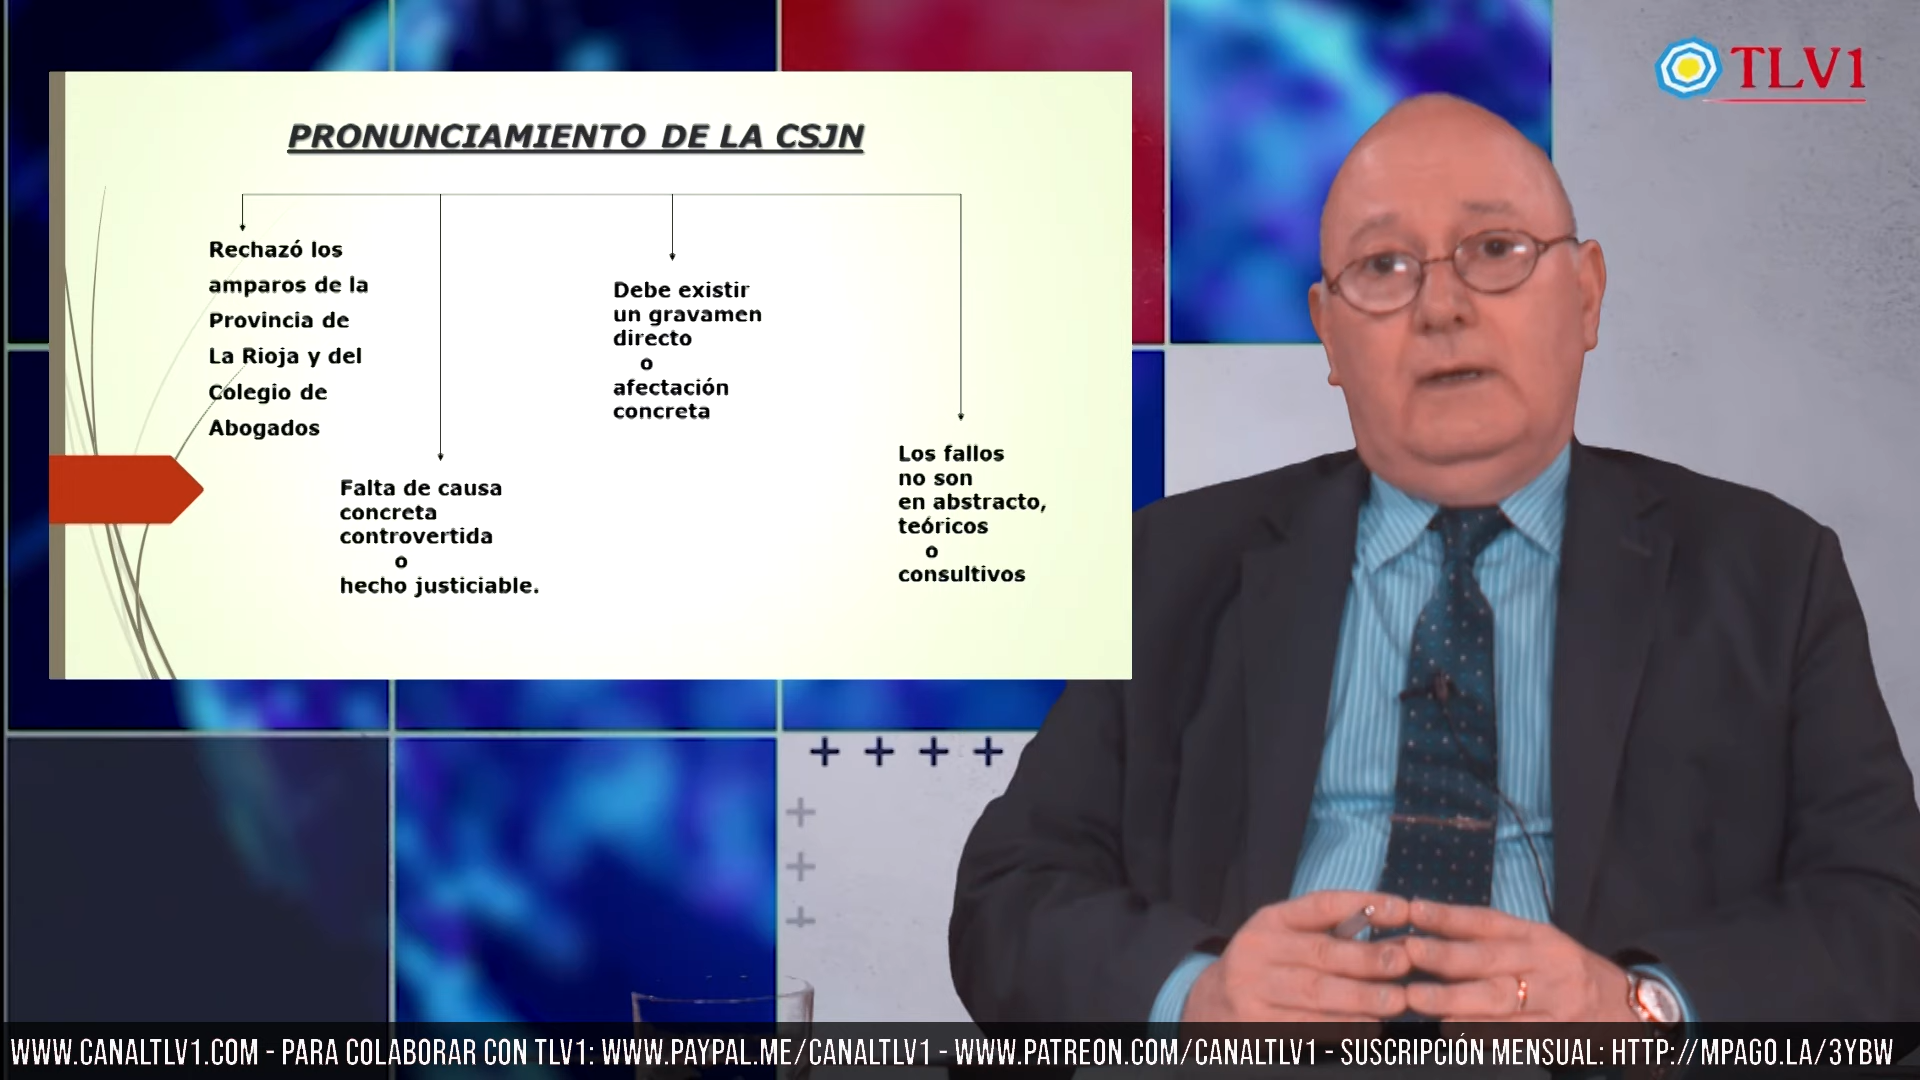 TLV1
PRONUNCIAMIENTO DE LA CSJN
Rechazó los
amparos de la
Provincia de
La Rioja y del
Colegio de
Abogados
Falta de causa
concreta
controvertida
o
hecho justiciable.
Debe existir
un gravamen
directo
o
afectación
concreta
Los fallos
no son
en abstracto,
teóricos
o
consultivos
WWW.CANALTLV1.COM - PARA COLABORAR CON TLV1: WWW.PAYPAL.ME/CANALTLV1 - WWW.PATREON.COM/CANALTLV1 - SUSCRIPCIÓN MENSUAL: HTTP://MPAGO.LA/3YBW